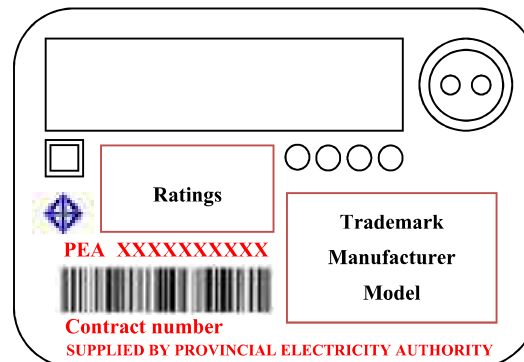 Ratings
Trademark
Manufacturer
Model
PEA XXXXXXXXXX
Contract number
SUPPLIED BY PROVINCIAL ELECTRICITY AUTHORITY